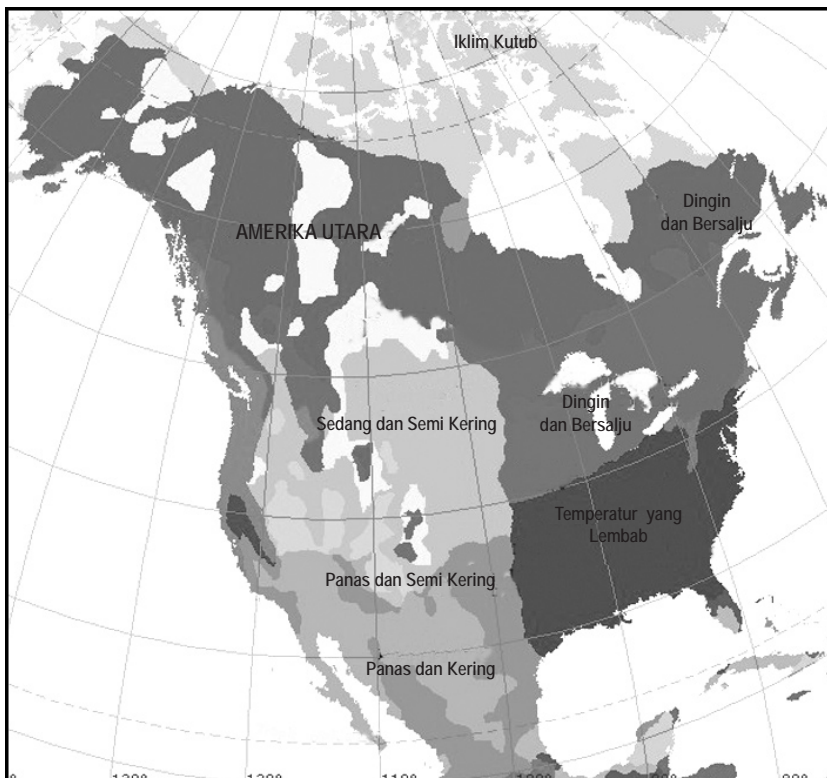 Iklim Kutub
Dingin
dan Bersalju
AMERIKA UTARA
Dingin
dan Bersalju
Sedang dan Semi Kering
Temperatur yang
Lembab
Panas dan Semi Kering
Panas dan Kering